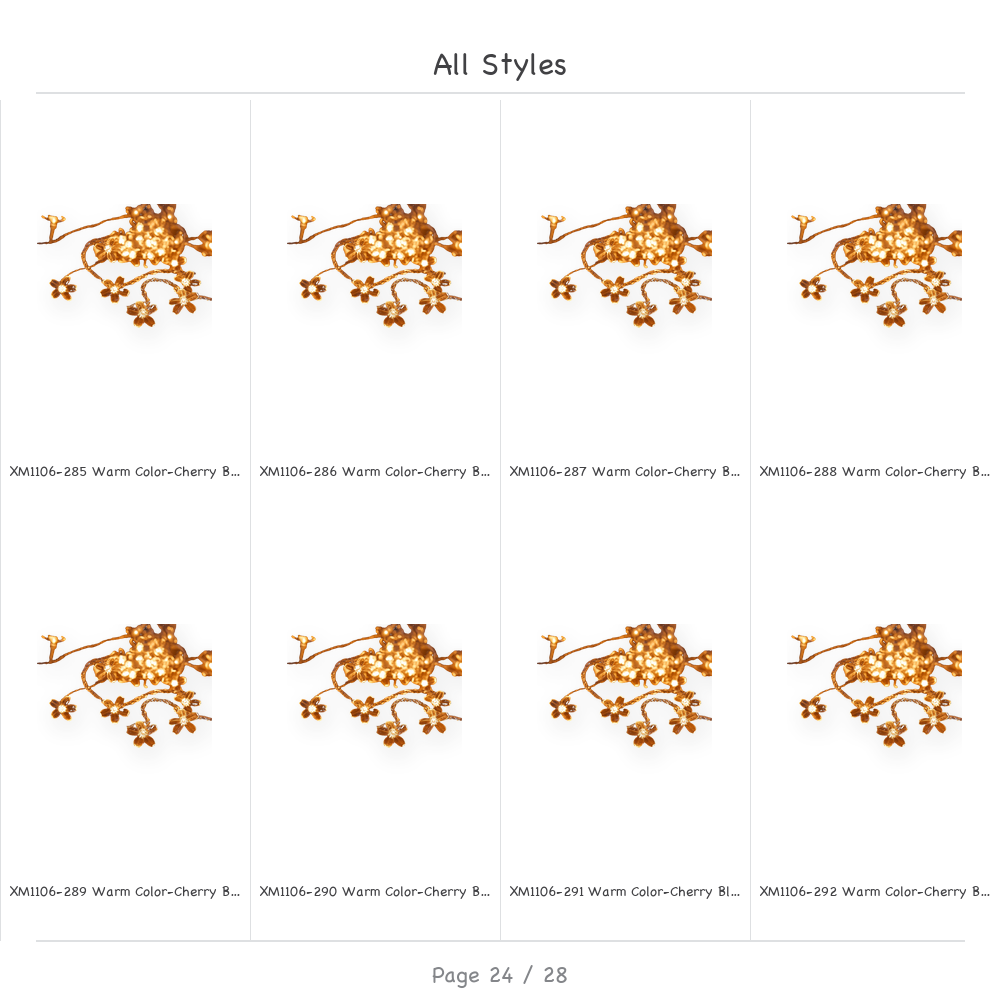 All Styles
XM1106-285 Warm Color-Cherry B...
XM1106-286 Warm Color-Cherry B...
XM1106-287 Warm Color-Cherry B...
XM1106-288 Warm Color-Cherry B...
XM1106-289 Warm Color-Cherry B...
XM1106-290 Warm Color-Cherry B...
XM1106-291 Warm Color-Cherry Bl...
XM1106-292 Warm Color-Cherry B...
Page 24 / 28